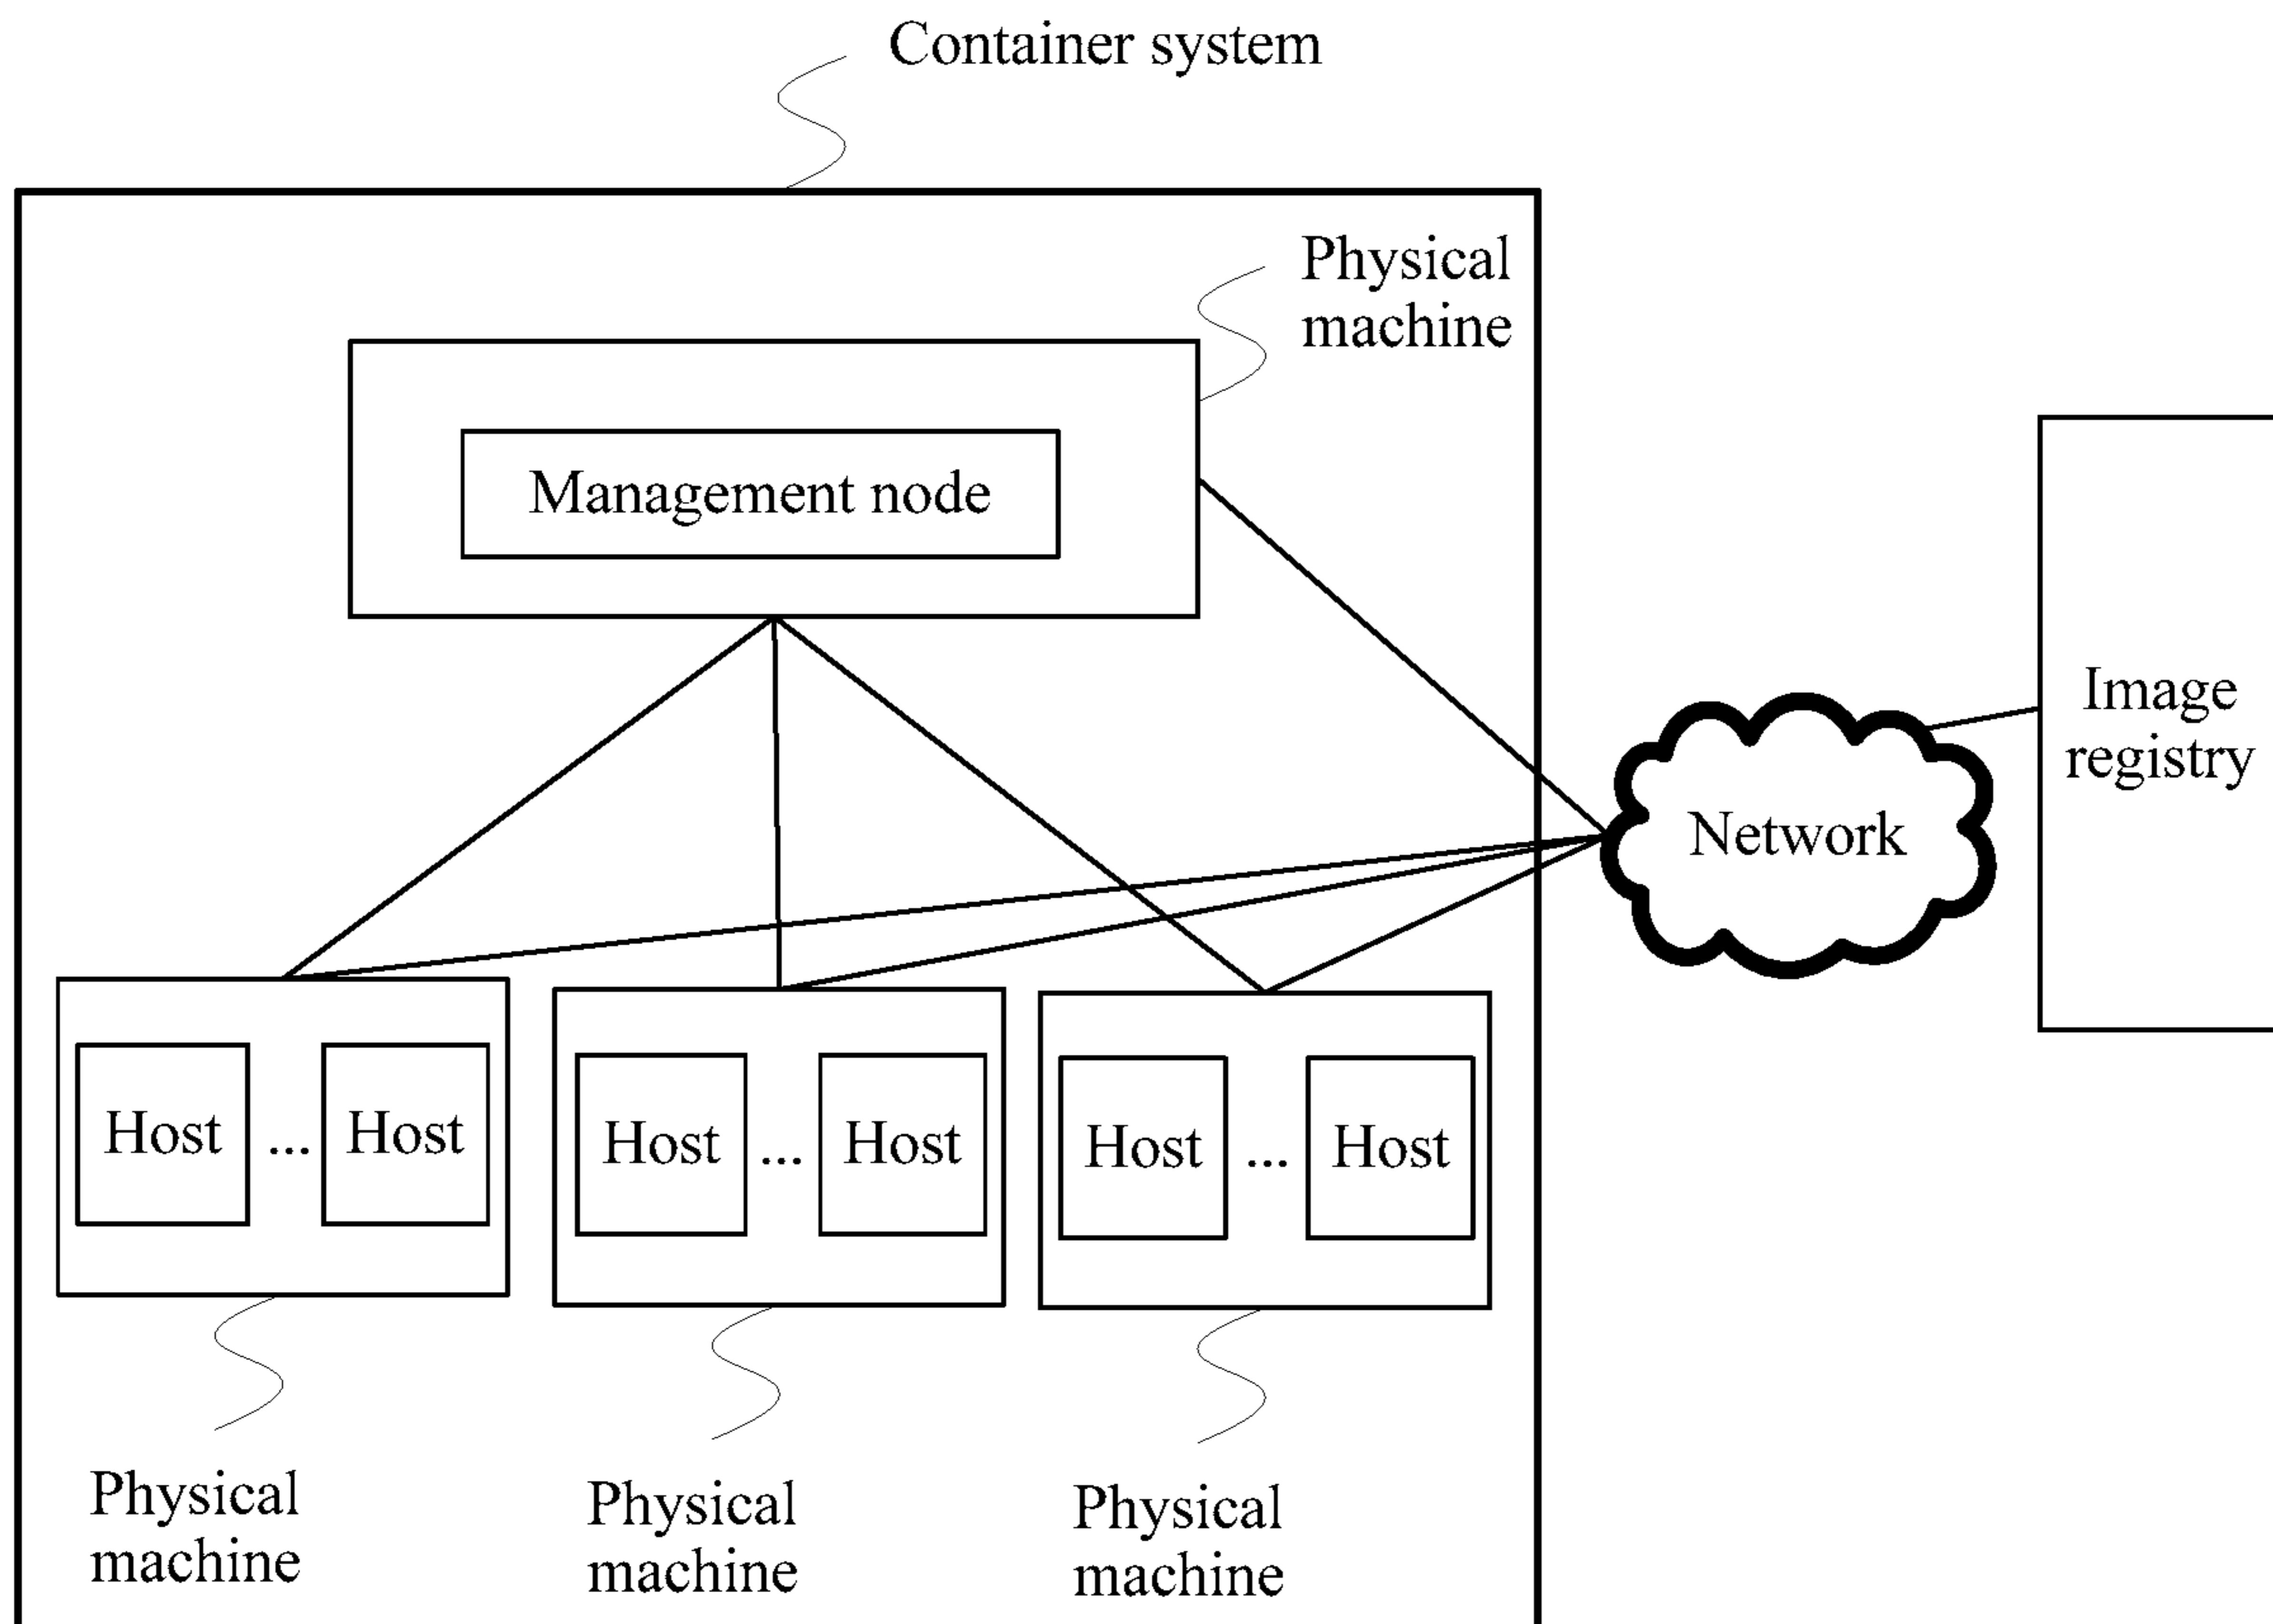 Container system
Physical
machine
Management node
Image
registry
Network
Host ... Host
Host ... Host
Host ... Host
Physical
machine
Physical
machine
Physical
machine